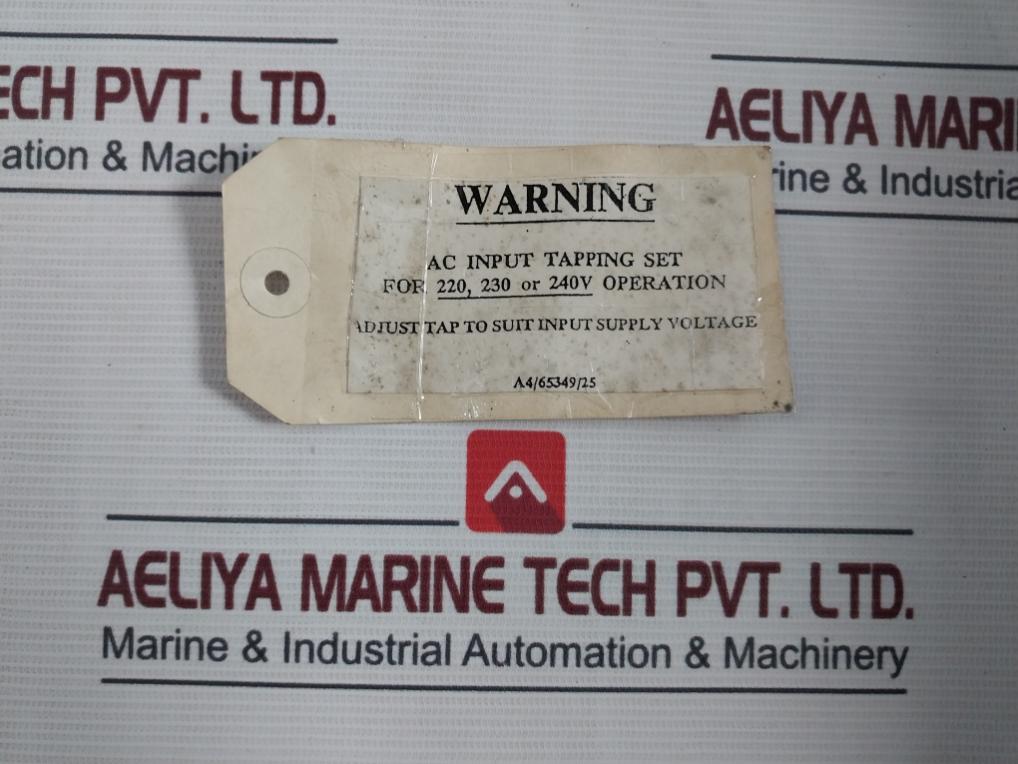 ECH PVT. LTD.
ation & Machi
AELIYA MARI
rine & Industria
WARNING
AC INPUT TAPPING SET
FOR 220, 230 or 240V OPERATION
ADJUST TAP TO SUIT INPUT SUPPLY VOLTAGE
A4/65349/25
AELIYA MARINE TECH PVT. LTD.
Marine & Industrial Automation & Machinery